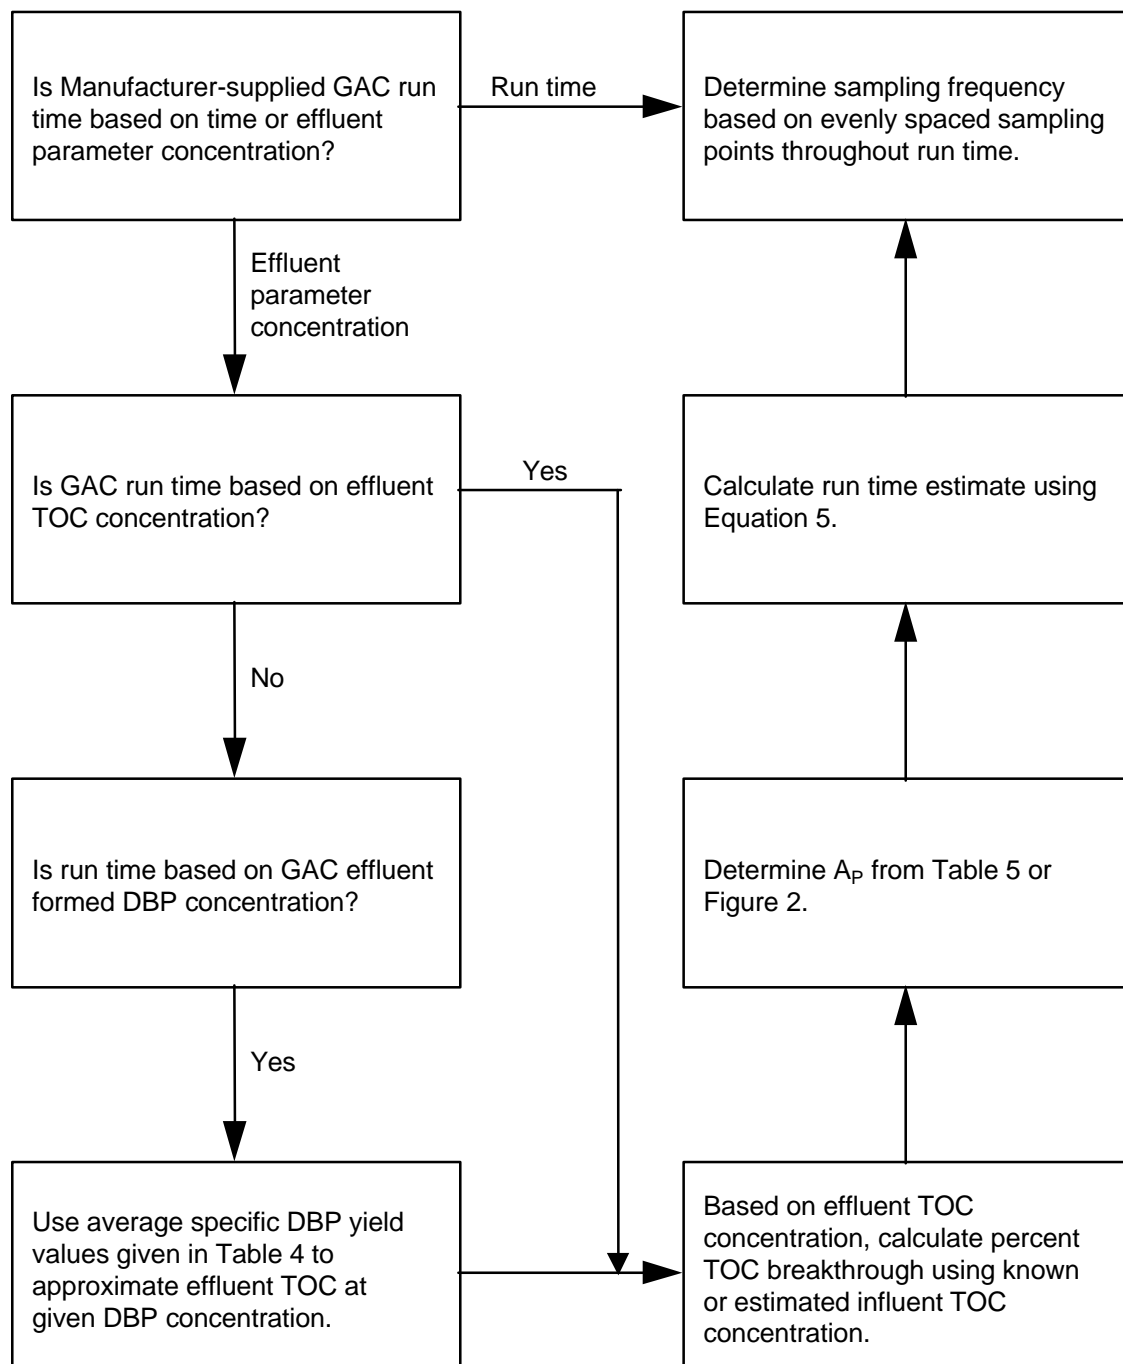 Is Manufacturer-supplied GAC run
time based on time or effluent
parameter concentration?
Run time
Determine sampling frequency
based on evenly spaced sampling
points throughout run time.
Effluent
parameter
concentration
Is GAC run time based on effluent
TOC concentration?
Yes
Calculate run time estimate using
Equation 5.
No
Is run time based on GAC effluent
formed DBP concentration?
Determine AP from Table 5 or
Figure 2.
Yes
Use average specific DBP yield
values given in Table 4 to
approximate effluent TOC at
given DBP concentration.
Based on effluent TOC
concentration, calculate percent
TOC breakthrough using known
or estimated influent TOC
concentration.